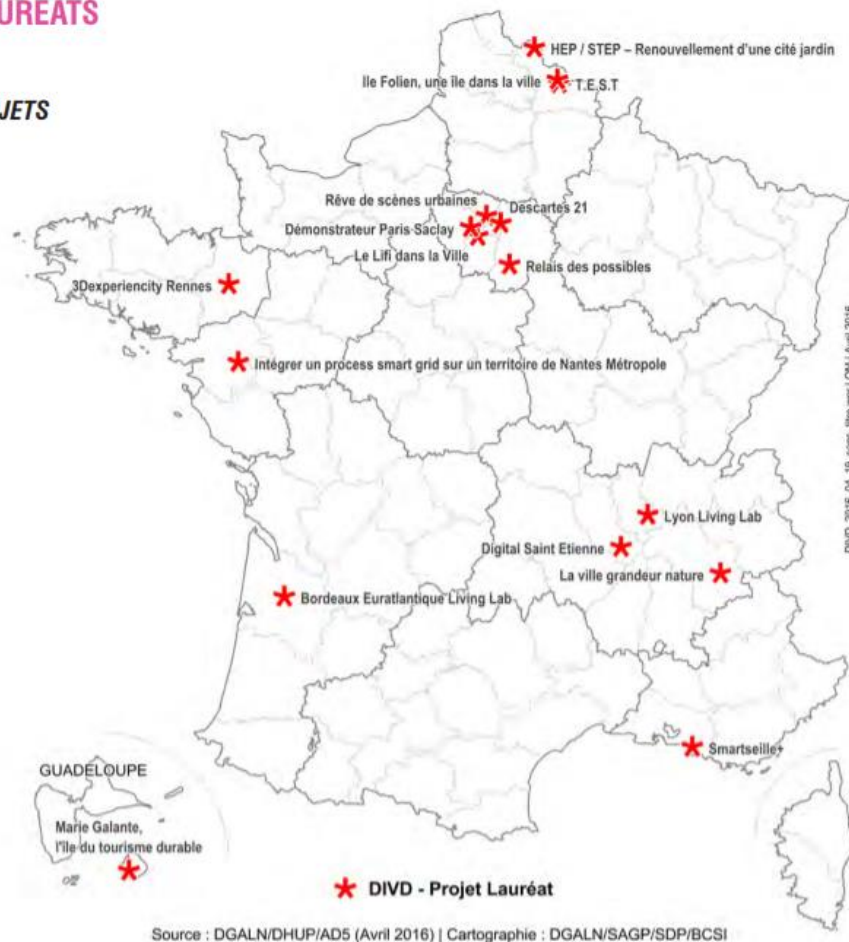 URÉATS
JETS
HEP / STEP – Renouvellement d'une cité jardin
Ile Folien, une île dans la ville
T.E.S.T
Rêve de scènes urbaines
Descartes 21
Démonstrateur Paris-Saclay
Le Lifi dans la Ville
Relais des possibles
3Dexperiencity Rennes
Intégrer un process smart grid sur un territoire de Nantes Métropole
Lyon Living Lab
Digital Saint Etienne
La ville grandeur nature
Bordeaux Euratlantique Living Lab
Smartseille+
GUADELOUPE
Marie Galante,
l'île du tourisme durable
DIVD - Projet Lauréat
Source : DGALN/DHUP/AD5 (Avril 2016) | Cartographie : DGALN/SAGP/SDP/BCSI